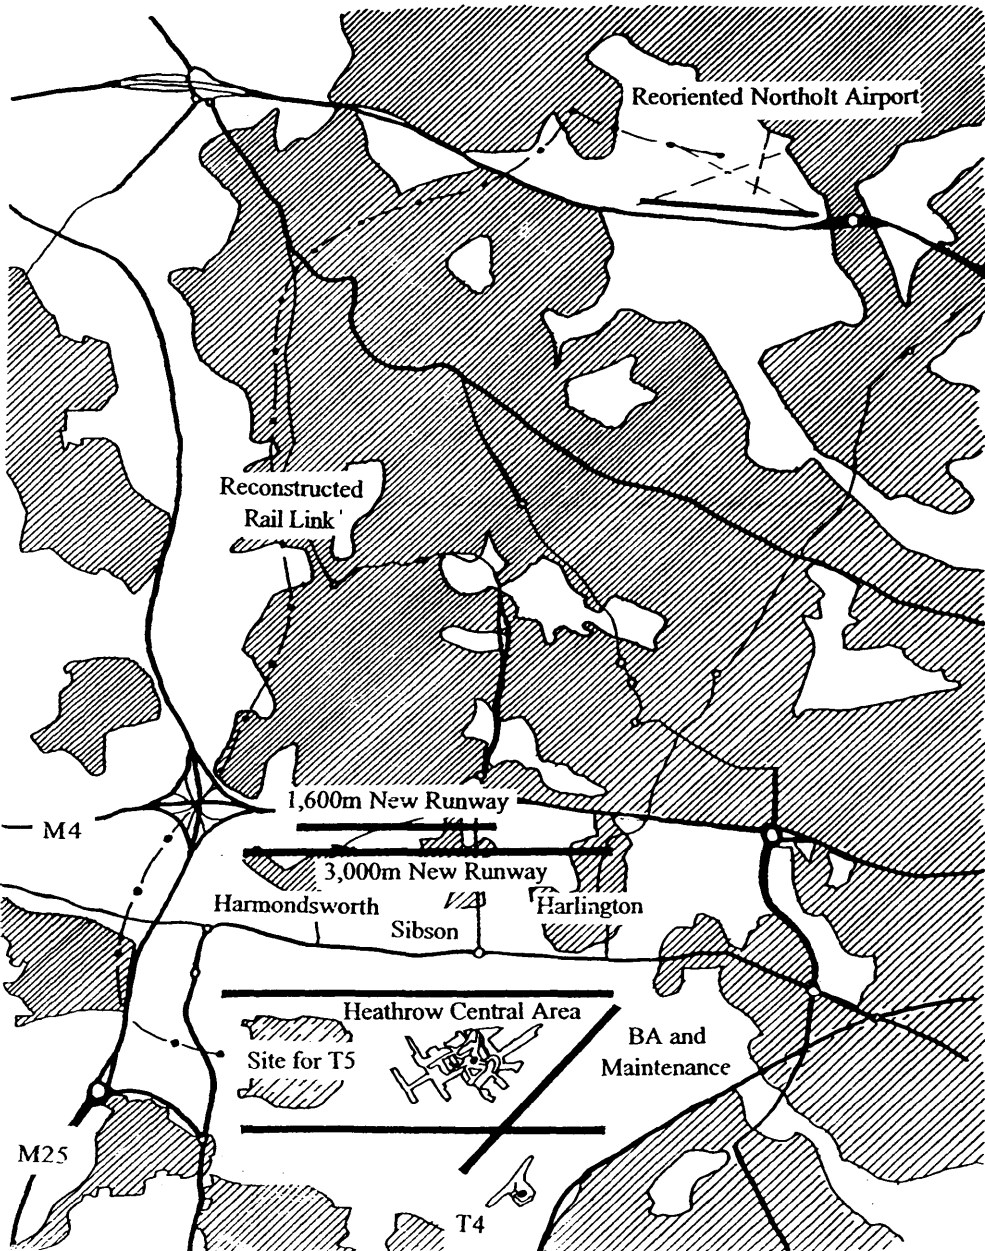 Reoriented Northolt Airport
Reconstructed
Rail Link
1,600m New Runway
M4
3,000m New Runway
Harmondsworth
Harlington
Sibson
Heathrow Central Area
Site for T5
BA and
Maintenance
M25
T4